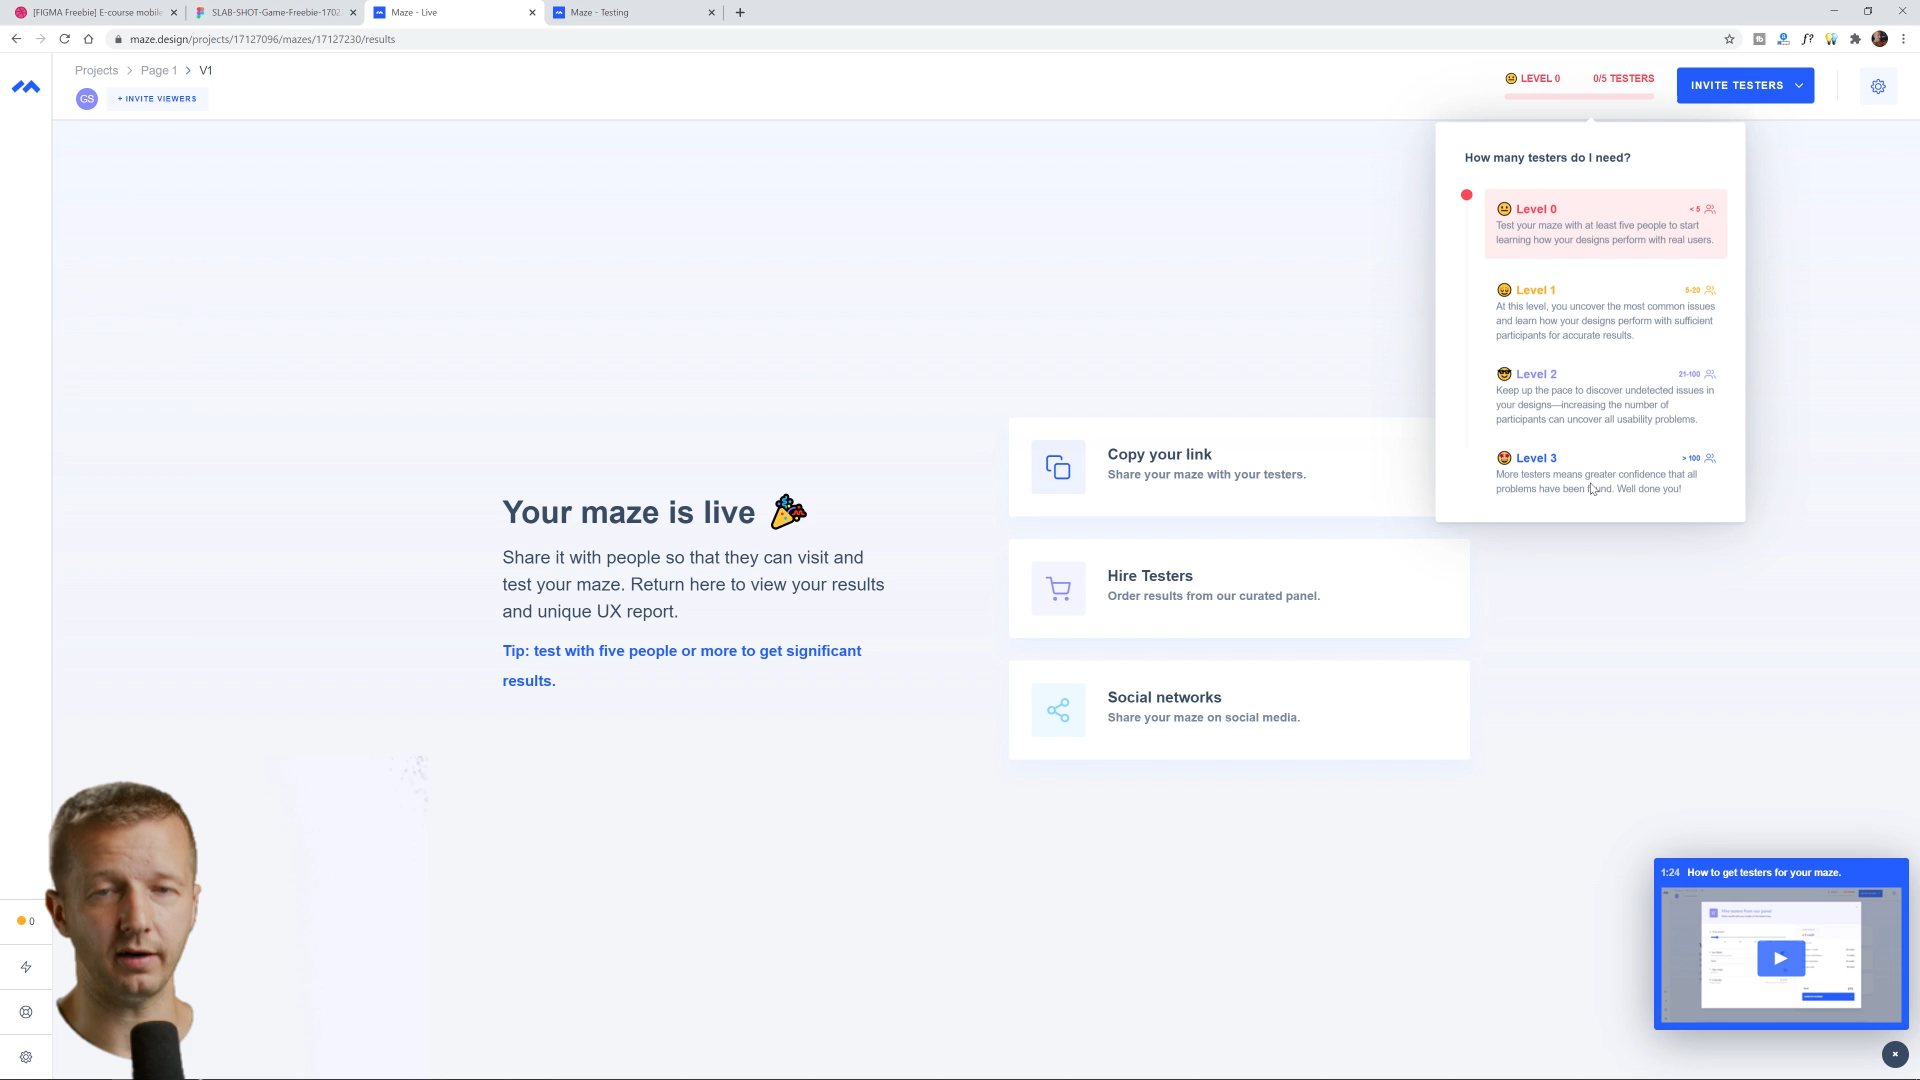 [FIGMA Freebie] E-course mobile
SLAB-SHOT-Game-Freebie-1702
Maze - Live
Maze - Testing
maze.design/projects/17127096/mazes/17127230/results
Projects > Page 1 > V1
GS
+ INVITE VIEWERS
LEVEL 0
0/5 TESTERS
INVITE TESTERS
How many testers do I need?
Level 0
< 5
Test your maze with at least five people to start
learning how your designs perform with real users.
Level 1
5-20
At this level, you uncover the most common issues
and learn how your designs perform with sufficient
participants for accurate results.
Level 2
21-100
Keep up the pace to discover undetected issues in
your designs—increasing the number of
participants can uncover all usability problems.
Level 3
> 100
More testers means greater confidence that all
problems have been found. Well done you!
Your maze is live
Share it with people so that they can visit and
test your maze. Return here to view your results
and unique UX report.
Tip: test with five people or more to get significant
results.
Copy your link
Share your maze with your testers.
Hire Testers
Order results from our curated panel.
Social networks
Share your maze on social media.
0
1:24 How to get testers for your maze.